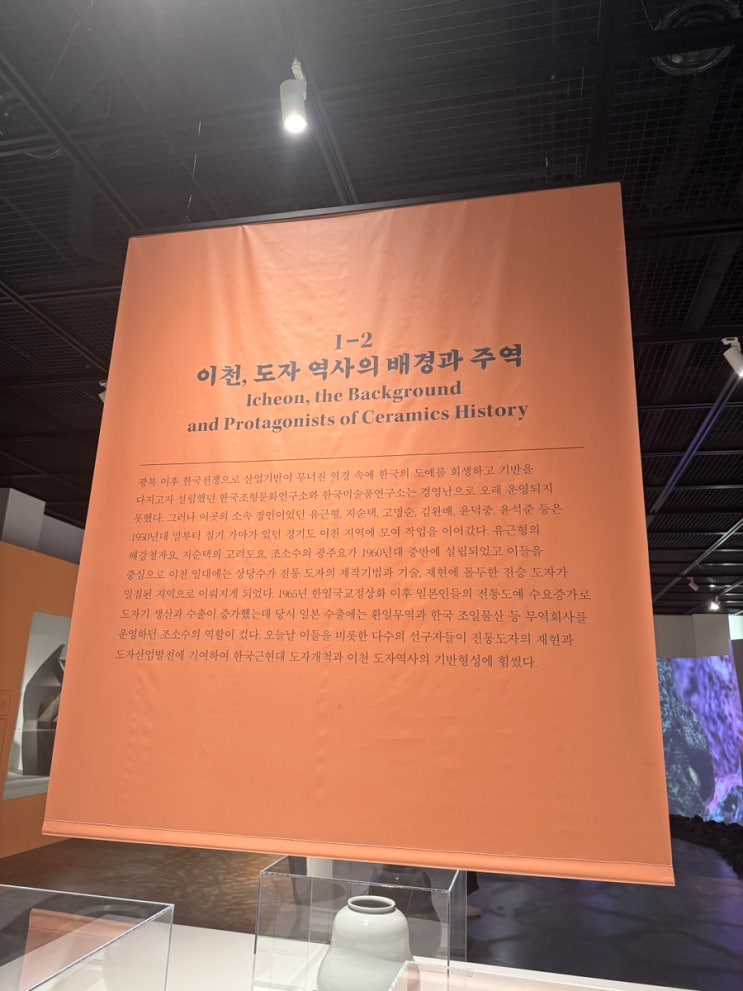 1-2
이천, 도자 역사의 배경과 주역
Icheon, the Background
and Protagonists of Ceramics History
광복 이후 한국전쟁으로 산업기반이 무너진 역경 속에 한국의 도예를 회생하고 기반을
다지고자 설립했던 한국조형문화연구소와 한국미술품연구소는 경영난으로 오래 운영되지
못했다. 그러나 이곳의 소속 장인이었던 유근형, 지순택, 고명순, 김완배, 윤덕중, 윤석준 등은
1950년대 말부터 칠기 가마가 있던 경기도 이천 지역에 모여 작업을 이어갔다. 유근형의
해강청자요, 지순택의 고려도요, 조소수의 광주요가 1960년대 중반에 설립되었고 이들을
중심으로 이천 일대에는 상당수가 전통 도자의 제작기법과 기술, 재현에 몰두한 전승 도자가
밀집된 지역으로 이뤄지게 되었다. 1965년 한일국교정상화 이후 일본인들의 전통도예 수요증가로
도자기 생산과 수출이 증가했는데 당시 일본 수출에는 환일무역과 한국 조일물산 등 무역회사를
운영하던 조소수의 역할이 컸다. 오늘날 이들을 비롯한 다수의 선구자들이 전통도자의 재현과
도자산업발전에 기여하여 한국근현대 도자개척과 이천 도자역사의 기반형성에 힘썼다.